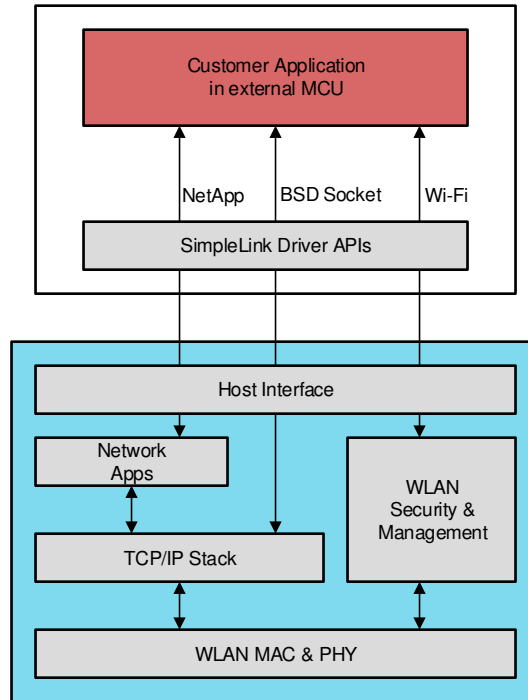 Customer Application
in external MCU
NetApp
BSD Socket
Wi-Fi
SimpleLink Driver APIs
Host Interface
Network
Apps
WLAN
Security &
Management
TCP/IP Stack
WLAN MAC & PHY